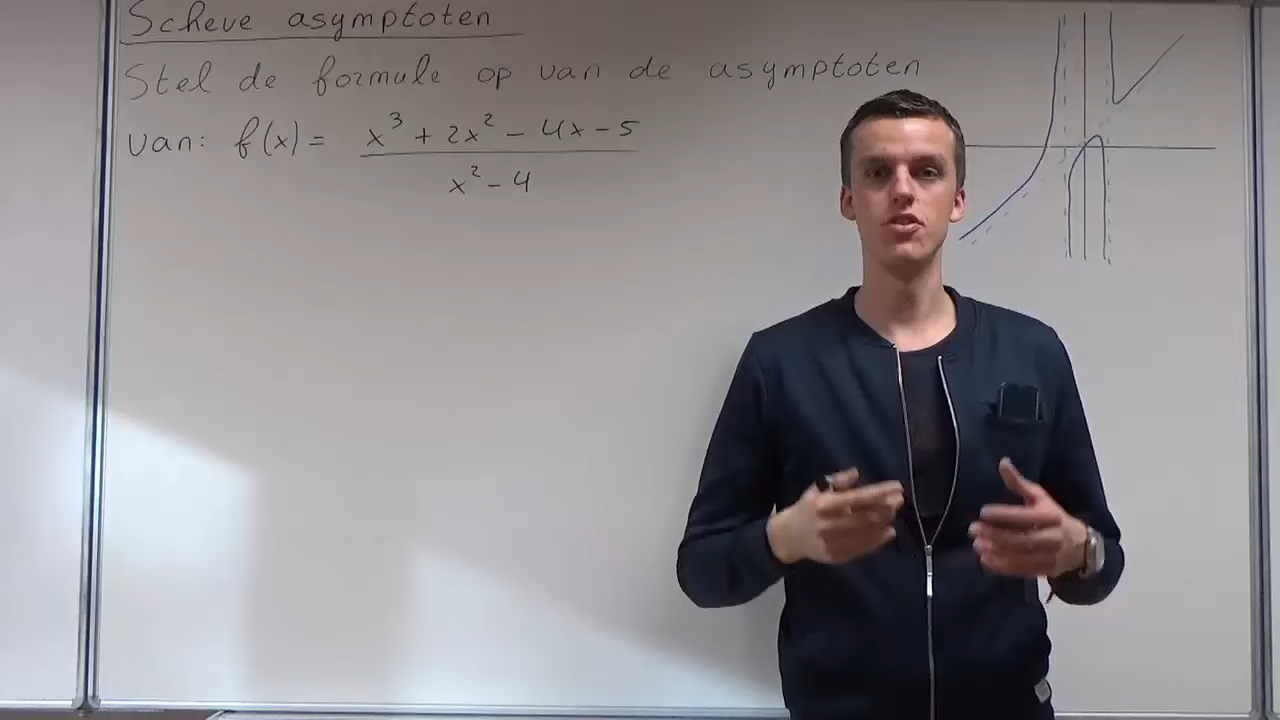 Scheve asymptoten
Stel de formule op van de asymptoten
van: f(x) = x³ + 2x² - 4x - 5
x² - 4